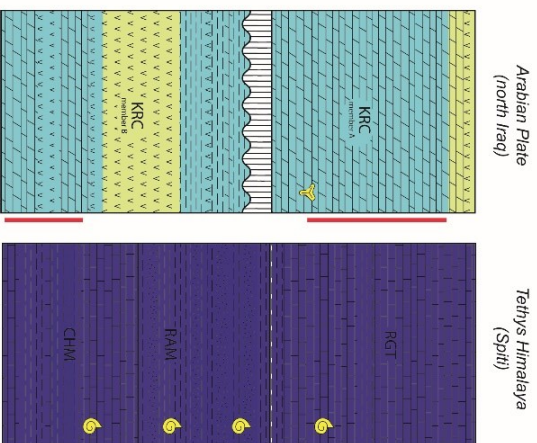 Arabian Plate
(north Iraq)
KRC
member B
KRC
member A
Tethys Himalaya
(Spiti)
CHM
RAM
RGT